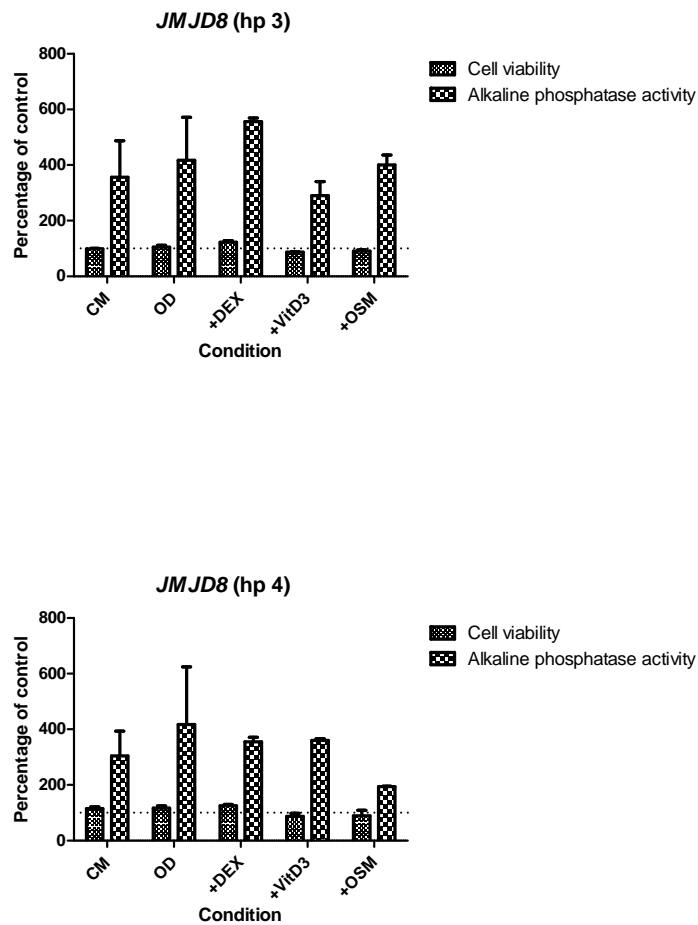 JMJD8 (hp 3)
800
600
400
200
0
Percentage of control
CM
OD
+DEX
+VitD3
+OSM
Condition
Cell viability
Alkaline phosphatase activity
JMJD8 (hp 4)
800
600
400
200
0
Percentage of control
CM
OD
+DEX
+VitD3
+OSM
Condition
Cell viability
Alkaline phosphatase activity